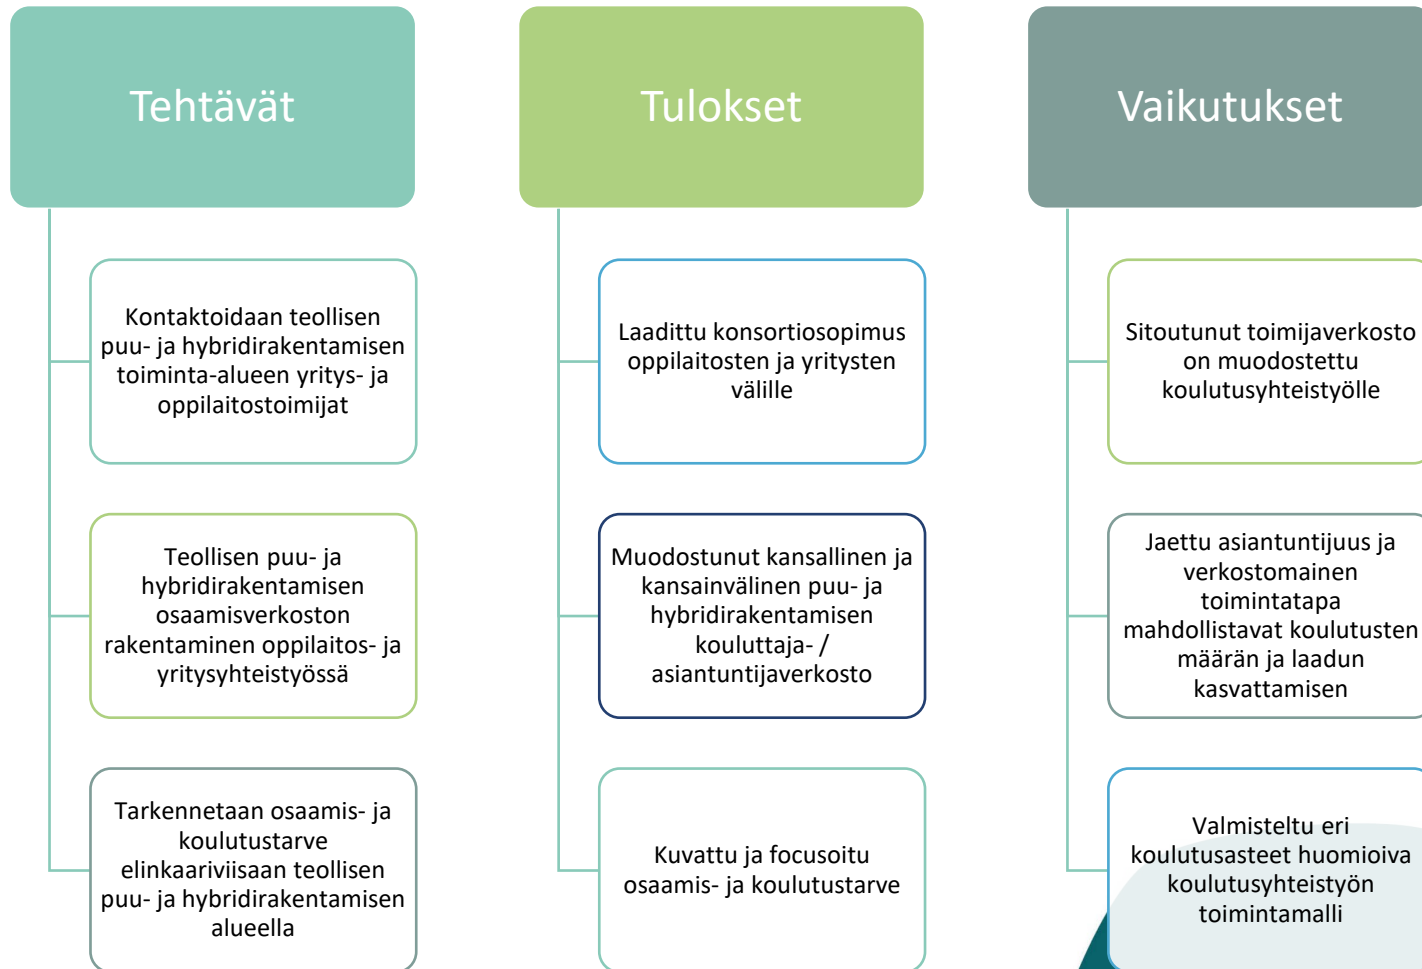 Tehtävät
Kontaktoidaan teollisen
puu- ja hybridirakentamisen
toiminta-alueen yritys- ja
oppilaitostoimijat
Teollisen puu- ja
hybridirakentamisen
osaamisverkoston
rakentaminen oppilaitos- ja
yritysyhteistyössä
Tarkennetaan osaamis- ja
koulutustarve
elinkaariviisaan teollisen
puu- ja hybridirakentamisen
alueella
Tulokset
Laadittu konsortiosopimus
oppilaitosten ja yritysten
välille
Muodostunut kansallinen ja
kansainvälinen puu- ja
hybridirakentamisen
kouluttaja- /
asiantuntijaverkosto
Kuvattu ja focusoitu
osaamis- ja koulutustarve
Vaikutukset
Sitoutunut toimijaverkosto
on muodostettu
koulutusyhteistyölle
Jaettu asiantuntijuus ja
verkostomainen
toimintatapa
mahdollistavat koulutusten
määrän ja laadun
kasvattamisen
Valmisteltu eri
koulutusasteet huomioiva
koulutusyhteistyön
toimintamalli